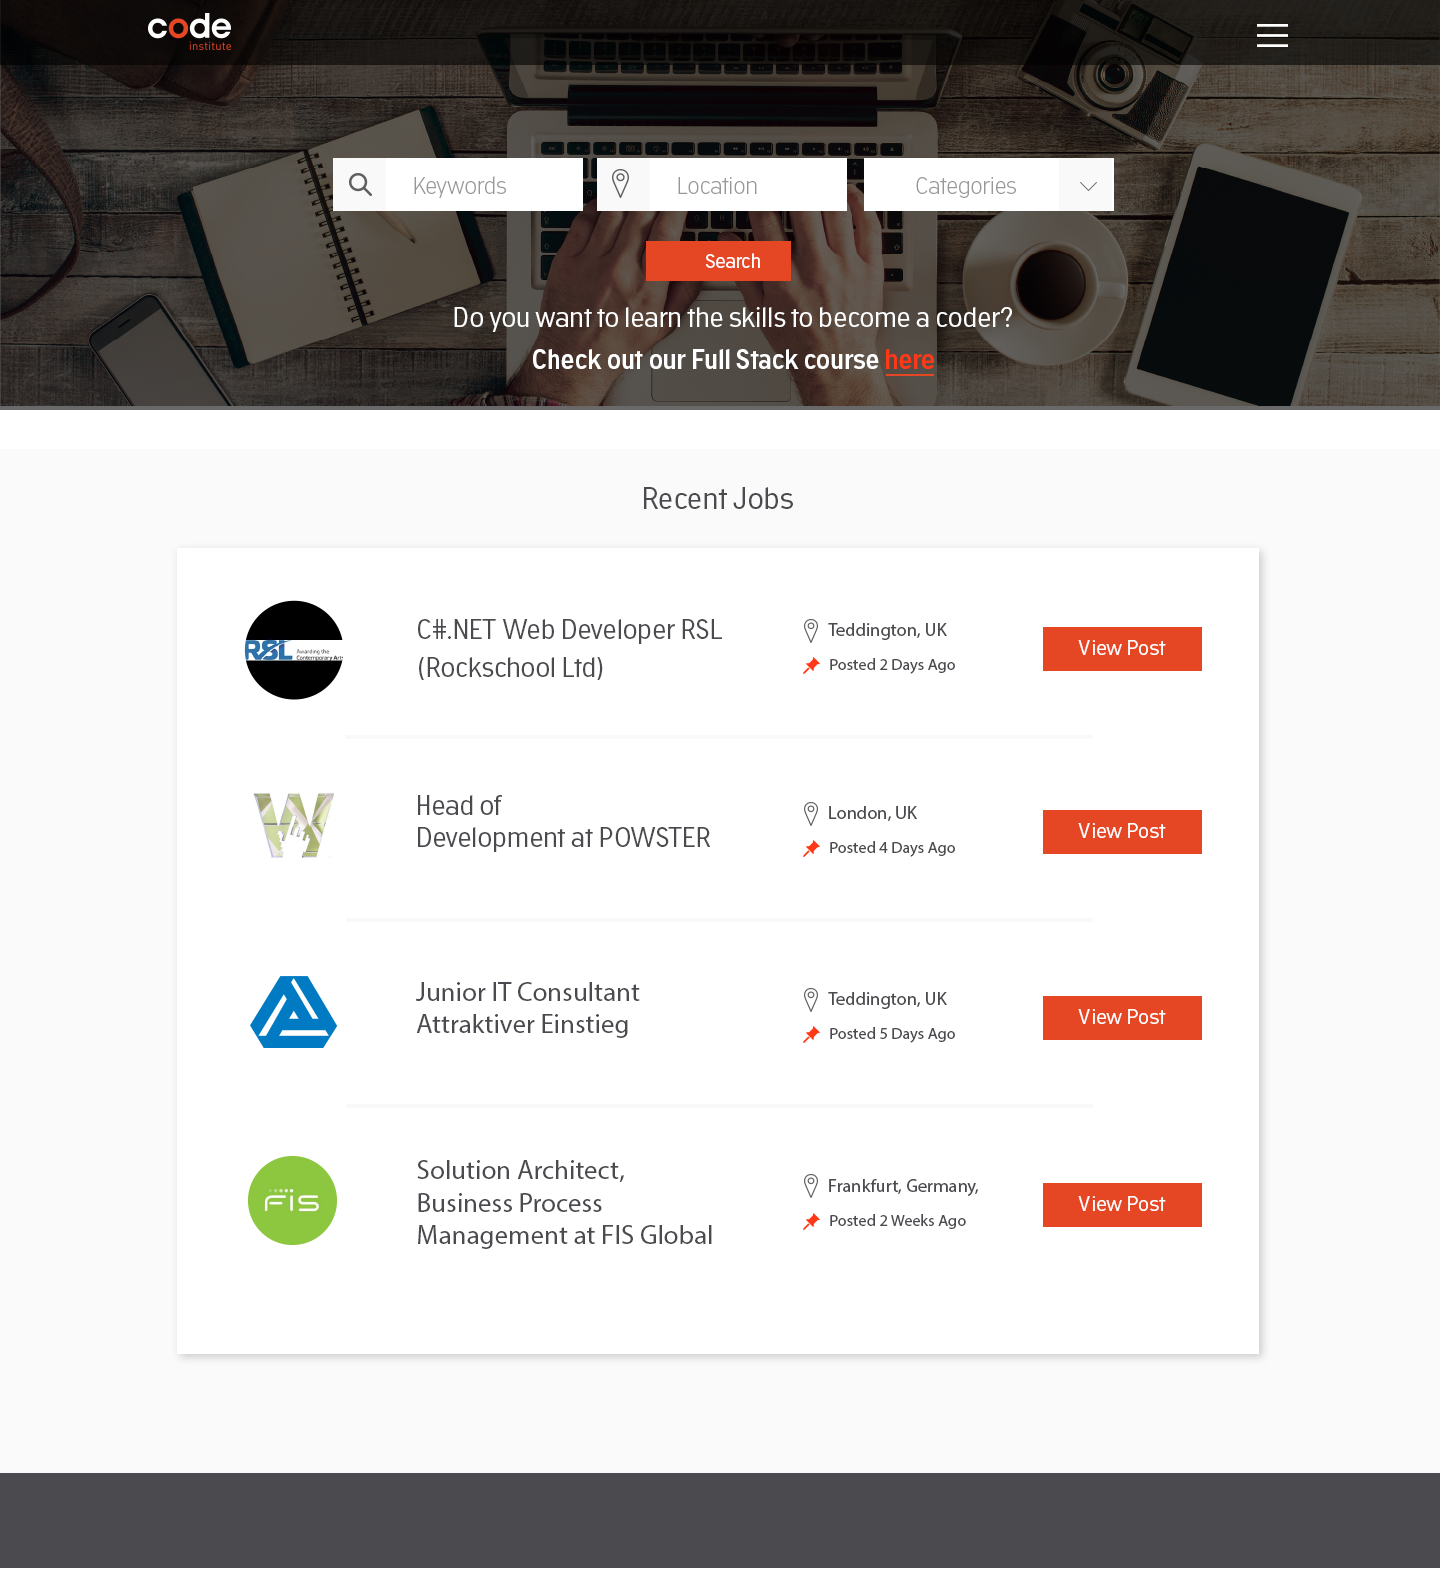 code
institute
Keywords
Location
Categories
Search
Do you want to learn the skills to become a coder?
Check out our Full Stack course here
Recent Jobs
C#.NET Web Developer RSL
(Rockschool Ltd)
RSL
Awarding the
Contemporary Arts
Teddington, UK
Posted 2 Days Ago
View Post
W
Head of
Development at POWSTER
London, UK
Posted 4 Days Ago
View Post
Junior IT Consultant
Attraktiver Einstieg
Teddington, UK
Posted 5 Days Ago
View Post
FIS
Solution Architect,
Business Process
Management at FIS Global
Frankfurt, Germany,
Posted 2 Weeks Ago
View Post